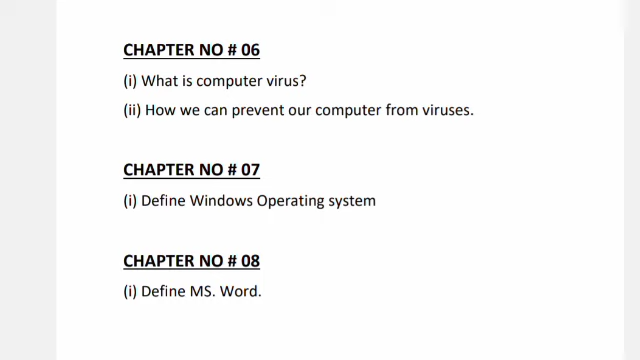 CHAPTER NO # 06
(i) What is computer virus?
(ii) How we can prevent our computer from viruses.
CHAPTER NO # 07
(i) Define Windows Operating system
CHAPTER NO # 08
(i) Define MS. Word.